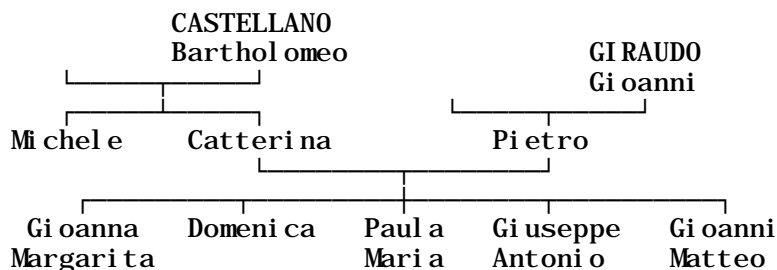 CASTELLANO
Bartholomeo GIRAUDO
Gioanni
Michele Catterina Pietro
Gioanna Domenica Paula Giuseppe Gioanni
Margarita Maria Antonio Matteo